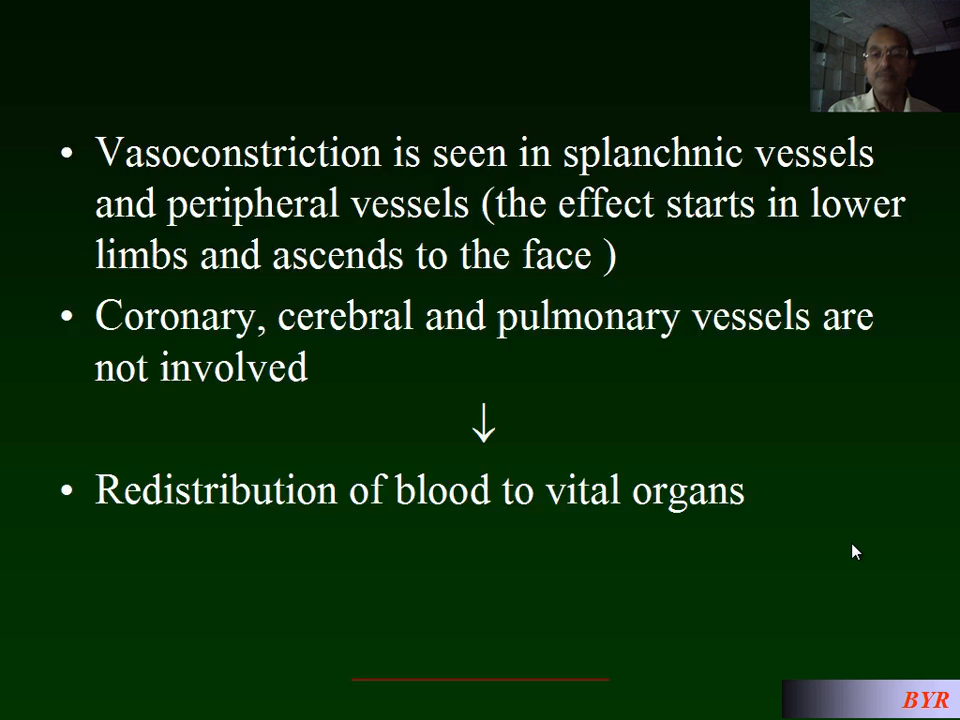 • Vasoconstriction is seen in splanchnic vessels
and peripheral vessels (the effect starts in lower
limbs and ascends to the face )
• Coronary, cerebral and pulmonary vessels are
not involved
↓
• Redistribution of blood to vital organs
BYR